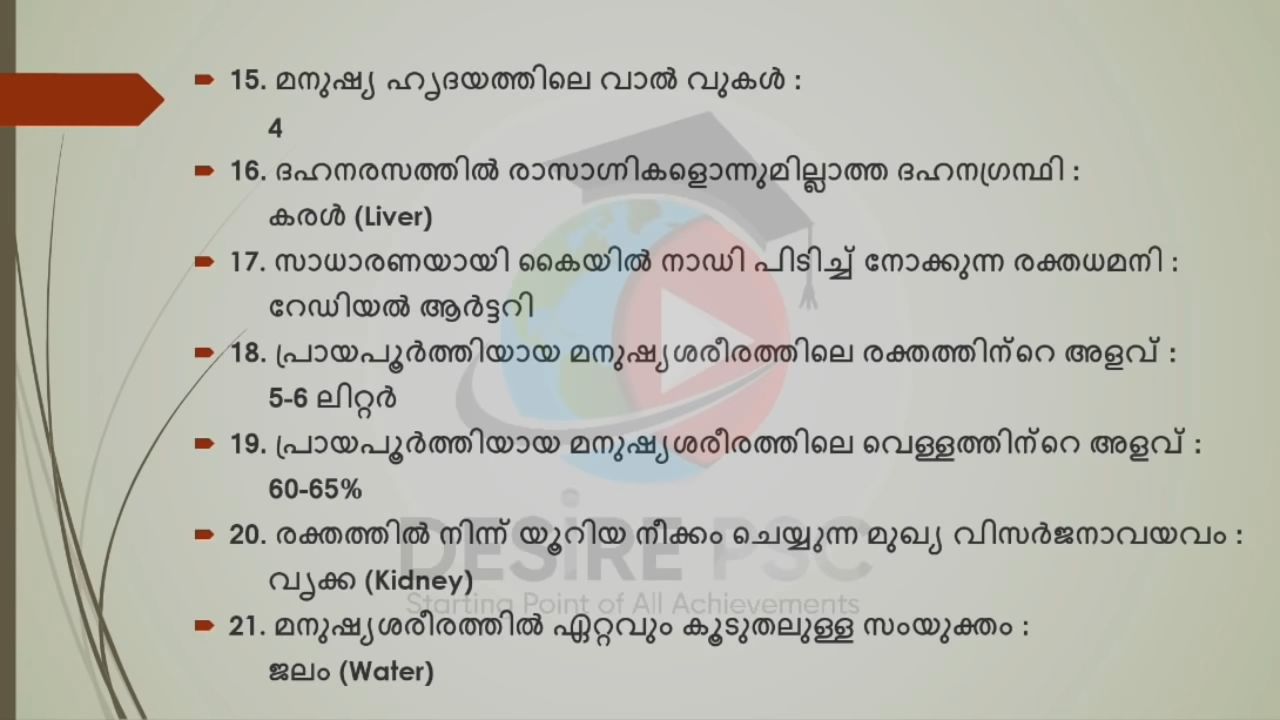 15. മനുഷ്യ ഹൃദയത്തിലെ വാൽ വുകൾ :
4
16. ദഹനരസത്തിൽ രാസാഗ്നികളൊന്നുമില്ലാത്ത ദഹനഗ്രന്ഥി :
കരൾ (Liver)
17. സാധാരണയായി കൈയിൽ നാഡി പിടിച്ച് നോക്കുന്ന രക്തധമനി :
റേഡിയൽ ആർട്ടറി
18. പ്രായപൂർത്തിയായ മനുഷ്യശരീരത്തിലെ രക്തത്തിന്റെ അളവ് :
5-6 ലിറ്റർ
19. പ്രായപൂർത്തിയായ മനുഷ്യശരീരത്തിലെ വെള്ളത്തിന്റെ അളവ് :
60-65%
20. രക്തത്തിൽ നിന്ന് യൂറിയ നീക്കം ചെയ്യുന്ന മുഖ്യ വിസർജനാവയവം :
വൃക്ക (Kidney)
21. മനുഷ്യശരീരത്തിൽ ഏറ്റവും കൂടുതലുള്ള സംയുക്തം :
ജലം (Water)
DESiRE PSC
Starting Point of All Achievements